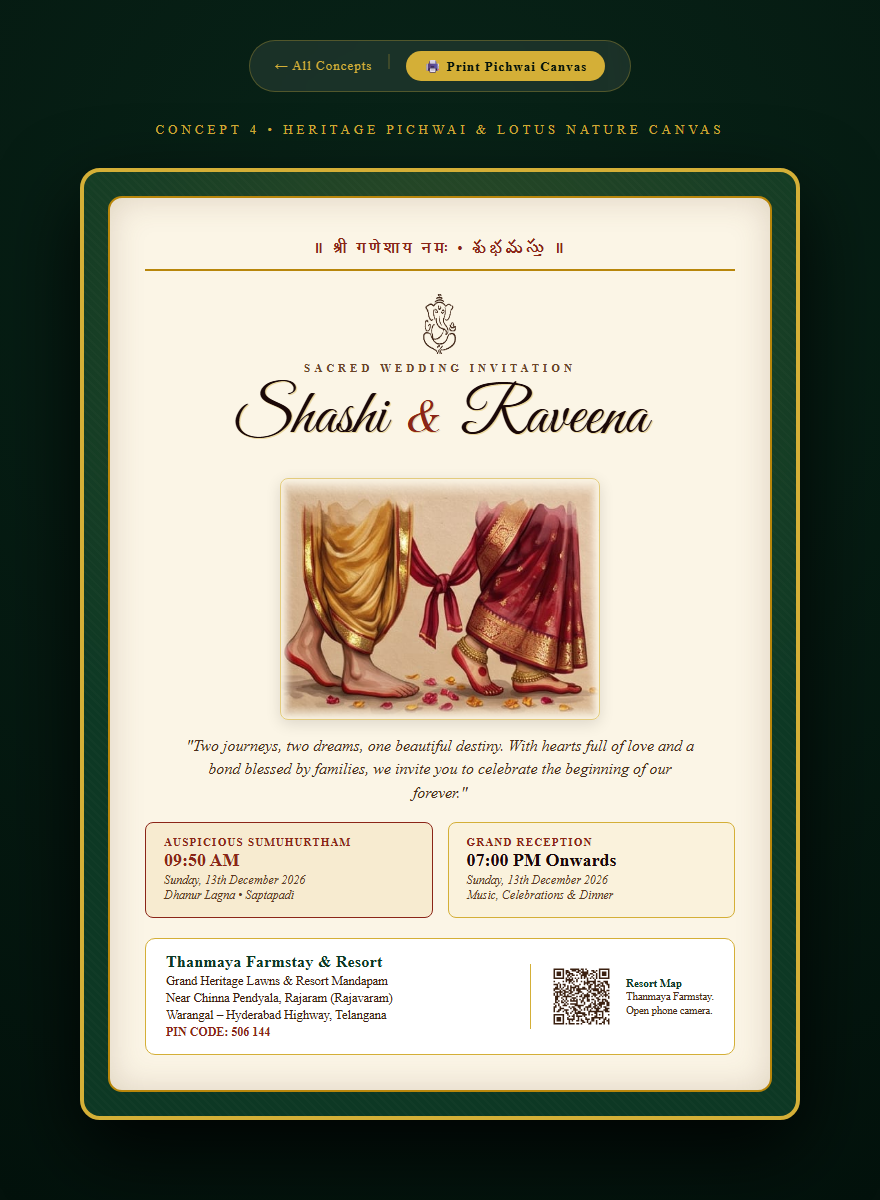 ← All Concepts
Print Pichwai Canvas
CONCEPT 4 • HERITAGE PICHWAI & LOTUS NATURE CANVAS
॥ श्री गणेशाय नमः • శుభమస్తు ॥
SACRED WEDDING INVITATION
Shashi & Raveena
"Two journeys, two dreams, one beautiful destiny. With hearts full of love and a
bond blessed by families, we invite you to celebrate the beginning of our
forever."
AUSPICIOUS SUMUHURTHAM
09:50 AM
Sunday, 13th December 2026
Dhanur Lagna • Saptapadi
GRAND RECEPTION
07:00 PM Onwards
Sunday, 13th December 2026
Music, Celebrations & Dinner
Thanmaya Farmstay & Resort
Grand Heritage Lawns & Resort Mandapam
Near Chinna Pendyala, Rajaram (Rajavaram)
Warangal – Hyderabad Highway, Telangana
PIN CODE: 506 144
Resort Map
Thanmaya Farmstay.
Open phone camera.